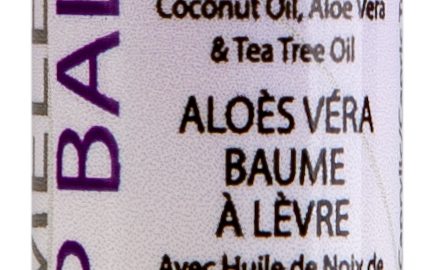 Coconut Oil, Aloe Vera
& Tea Tree Oil
ALOÈS VÉRA
BAUME
À LÈVRE
Avec Huile de Noix de